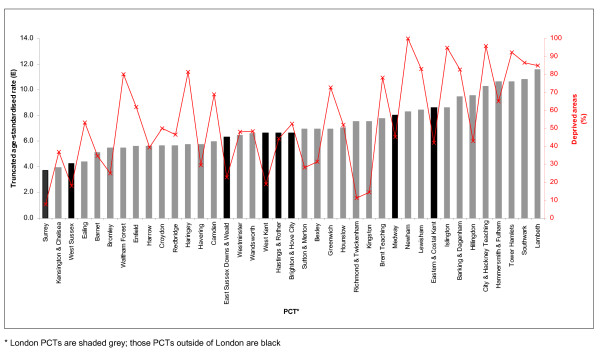 14.0
12.0
10.0
8.0
6.0
4.0
2.0
0.0
Truncated age-standardised rate (E)
100
90
80
70
60
50
40
30
20
10
0
Deprived areas
(%)
Surrey
Kensington & Chelsea
West Sussex
Ealing
Barnet
Bromley
Waltham Forest
Enfield
Harrow
Croydon
Redbridge
Haringey
Havering
Camden
East Sussex Downs & Weald
Westminster
Wandsworth
West Kent
Hastings & Rother
Brighton & Hove City
Sutton & Merton
Bexley
Greenwich
Hounslow
Richmond & Twickenham
Kingston
Brent Teaching
Medway
Newham
Lewisham
Eastern & Coastal Kent
Islington
Barking & Dagenham
Hillingdon
City & Hackney Teaching
Hammersmith & Fulham
Tower Hamlets
Southwark
Lambeth
PCT*
* London PCTs are shaded grey; those PCTs outside of London are black